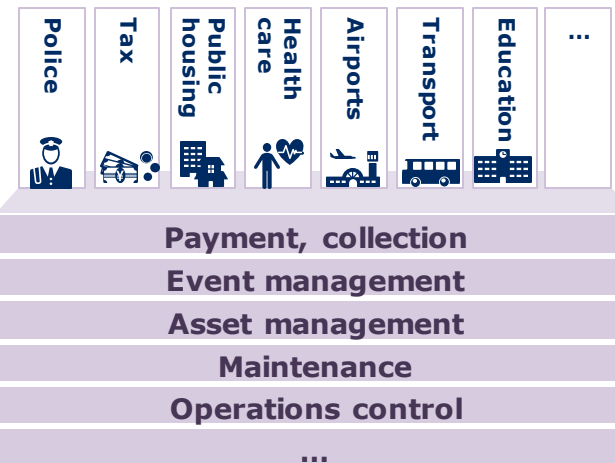 Police
Tax
Public
housing
Health
care
Airports
Transport
Education
...
¥
Payment, collection
Event management
Asset management
Maintenance
Operations control
...